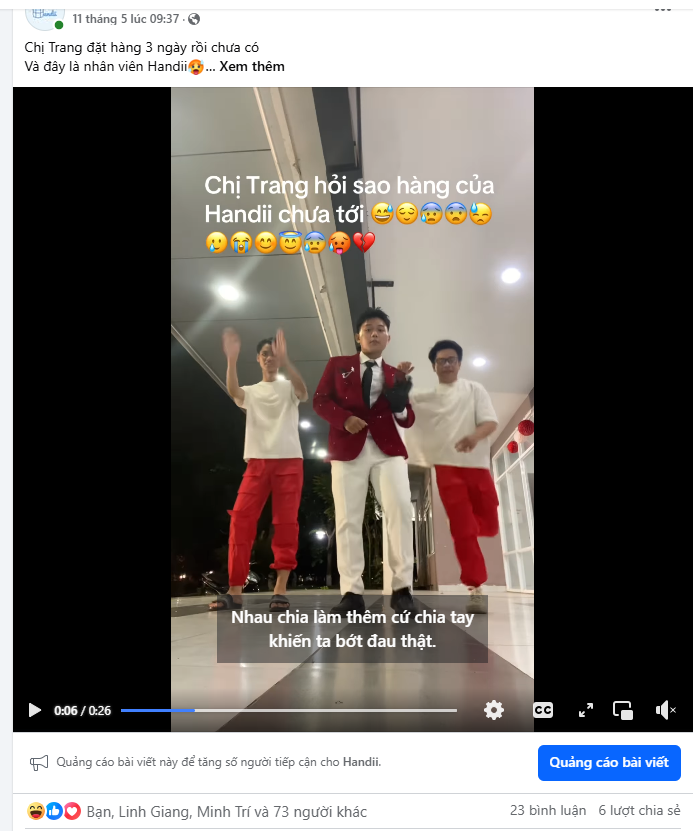 Handii
11 tháng 5 lúc 09:37 ·
Chị Trang đặt hàng 3 ngày rồi chưa có
Và đây là nhân viên Handii🥵... Xem thêm
Chị Trang hỏi sao hàng của
Handii chưa tới 😅😌😰😨😓
🥲😭😊😇😰🥵💔
Nhau chia làm thêm cứ chia tay
khiến ta bớt đau thật.
0:06 / 0:26
CC
Quảng cáo bài viết này để tăng số người tiếp cận cho Handii.
Quảng cáo bài viết
Bạn, Linh Giang, Minh Trí và 73 người khác
23 bình luận 6 lượt chia sẻ